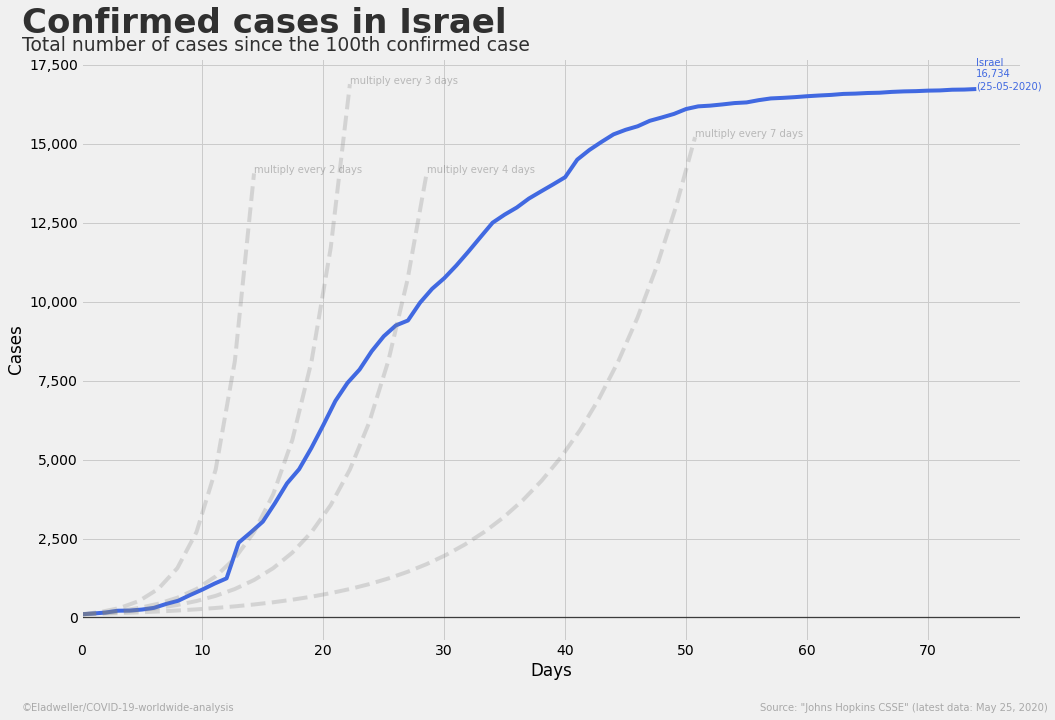 Confirmed cases in Israel
Total number of cases since the 100th confirmed case
17,500
15,000
12,500
10,000
7,500
5,000
2,500
0
Cases
multiply every 2 days
multiply every 3 days
multiply every 4 days
multiply every 7 days
Israel
16,734
(25-05-2020)
0 10 20 30 40 50 60 70
Days
©Eladweller/COVID-19-worldwide-analysis
Source: "Johns Hopkins CSSE" (latest data: May 25, 2020)